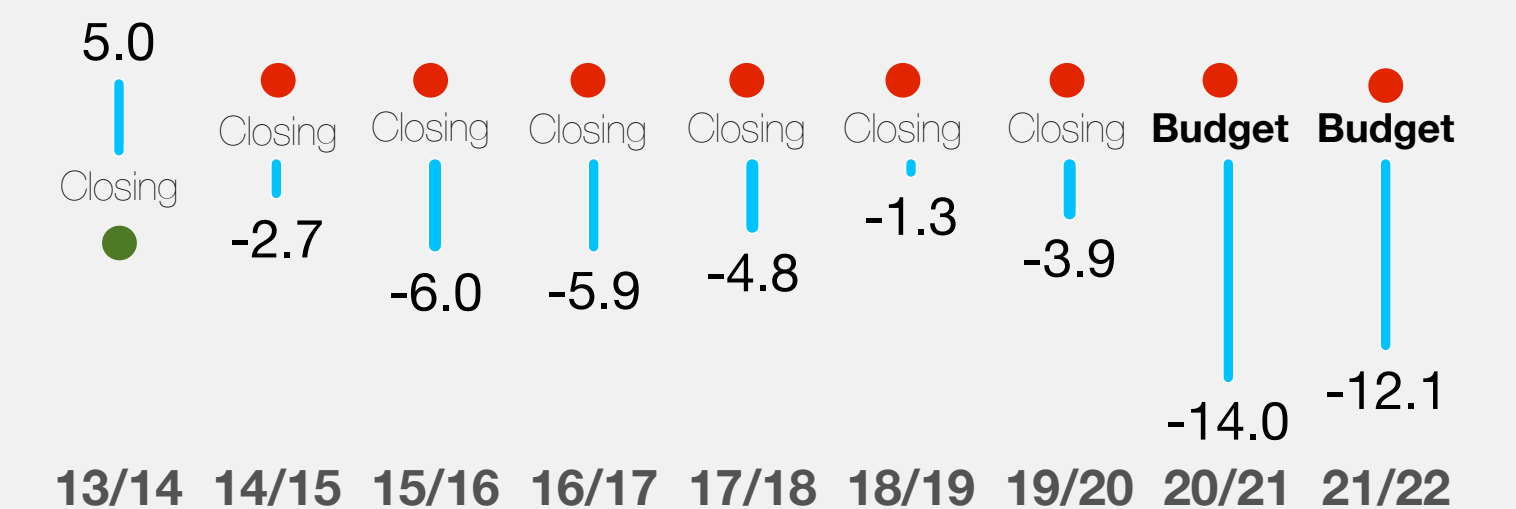 5.0
Closing Closing Closing Closing Closing Closing Budget Budget
Closing
-2.7 -6.0 -5.9 -4.8 -1.3 -3.9 -14.0 -12.1
13/14 14/15 15/16 16/17 17/18 18/19 19/20 20/21 21/22